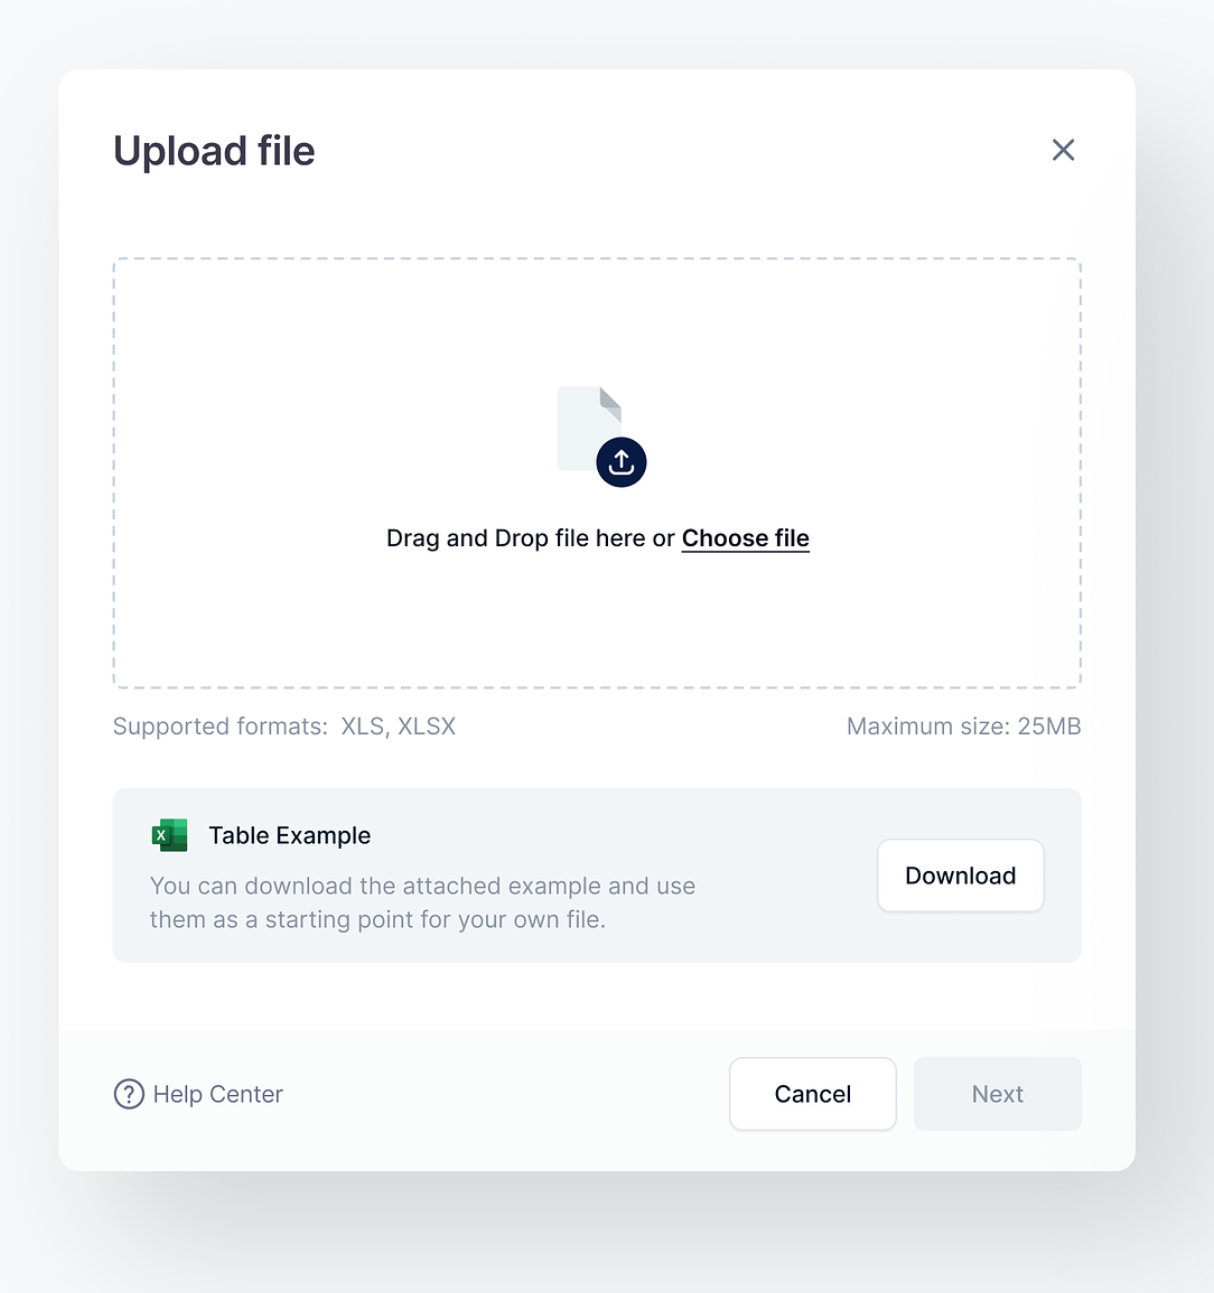 Upload file
Drag and Drop file here or Choose file
Supported formats: XLS, XLSX
Maximum size: 25MB
X
Table Example
You can download the attached example and use
them as a starting point for your own file.
Download
? Help Center
Cancel
Next